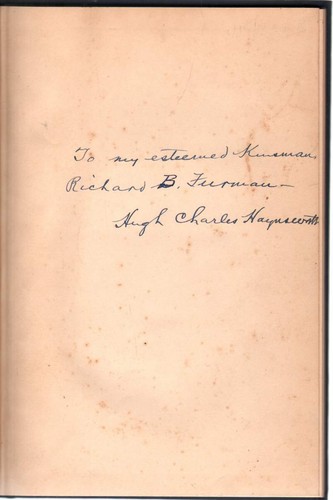 To my esteemed Kinsman,
Richard B. Furman —
Hugh Charles Haynsworth